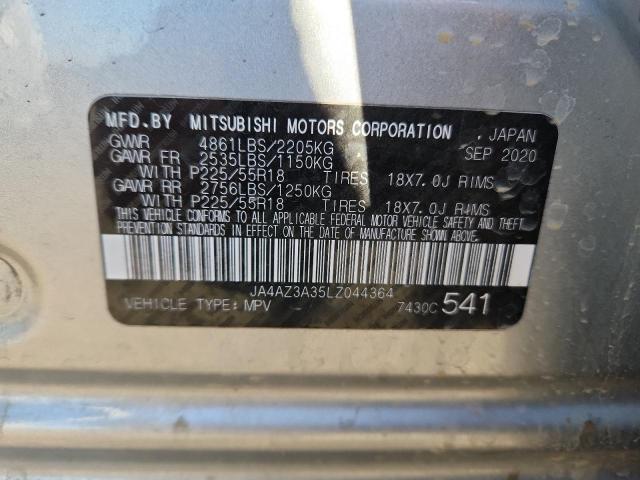 MFD.BY MITSUBISHI MOTORS CORPORATION , JAPAN
GVWR 4861LBS/2205KG SEP 2020
GAWR FR 2535LBS/1150KG
WITH P225/55R18 TIRES 18X7.0J RIMS
GAWR RR 2756LBS/1250KG
WITH P225/55R18 TIRES 18X7.0J RIMS
THIS VEHICLE CONFORMS TO ALL APPLICABLE FEDERAL MOTOR VEHICLE SAFETY AND THEFT
PREVENTION STANDARDS IN EFFECT ON THE DATE OF MANUFACTURE SHOWN ABOVE.
JA4AZ3A35LZ044364
VEHICLE TYPE: MPV 7430C 541